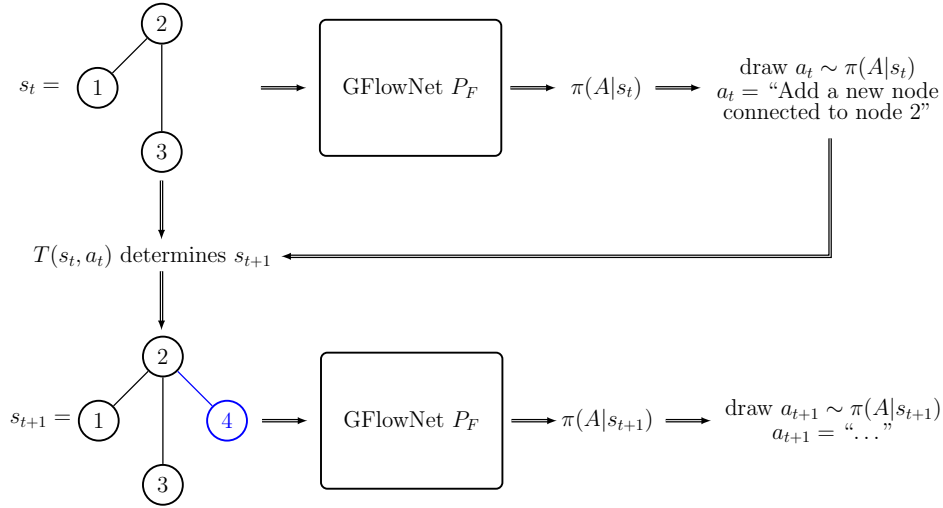 2
s_t =
1
3
GFlowNet P_F
π(A|s_t)
draw a_t ∼ π(A|s_t)
a_t = “Add a new node
connected to node 2”
T(s_t, a_t) determines s_{t+1}
2
s_{t+1} =
1
4
3
GFlowNet P_F
π(A|s_{t+1})
draw a_{t+1} ∼ π(A|s_{t+1})
a_{t+1} = “…”